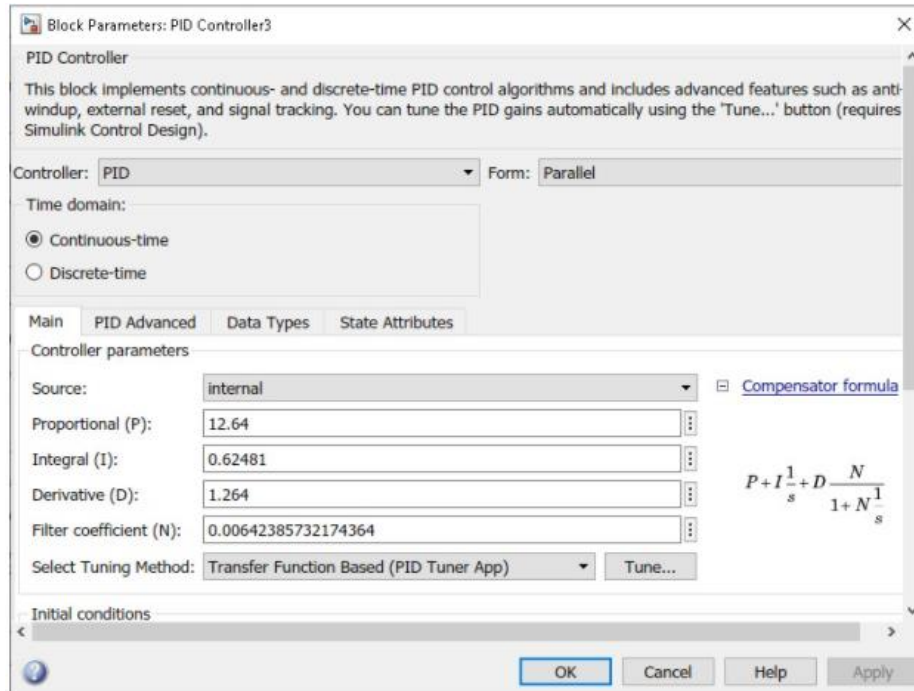 Block Parameters: PID Controller3
PID Controller
This block implements continuous- and discrete-time PID control algorithms and includes advanced features such as anti-
windup, external reset, and signal tracking. You can tune the PID gains automatically using the 'Tune...' button (requires
Simulink Control Design).
Controller: PID Form: Parallel
Time domain:
Continuous-time
Discrete-time
Main PID Advanced Data Types State Attributes
Controller parameters
Source: internal Compensator formula
Proportional (P): 12.64
Integral (I): 0.62481
Derivative (D): 1.264
P+I 1/s +D N/(1+N 1/s)
Filter coefficient (N): 0.00642385732174364
Select Tuning Method: Transfer Function Based (PID Tuner App) Tune...
Initial conditions
OK Cancel Help Apply